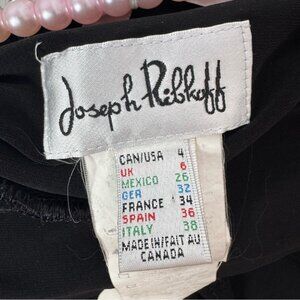 Joseph Ribkoff
CAN/USA 4
UK 6
MEXICO 26
GER 32
FRANCE 34
SPAIN 36
ITALY 38
MADE IN/FAIT AU
CANADA